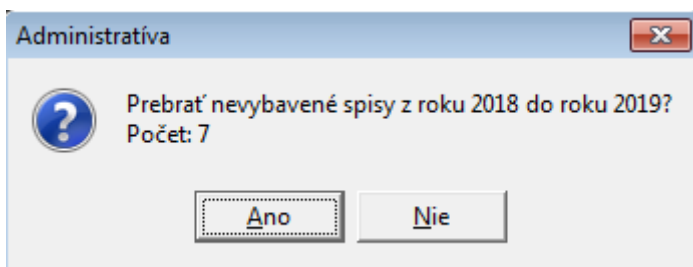 Administratíva
Prebrať nevybavené spisy z roku 2018 do roku 2019?
Počet: 7
Ano
Nie